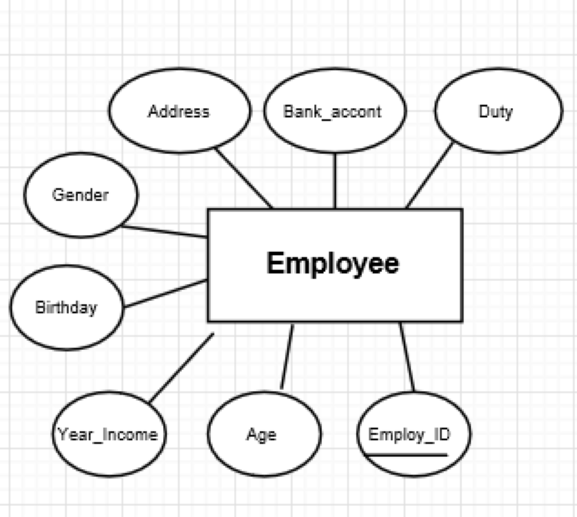 Address
Bank_accont
Duty
Gender
Employee
Birthday
Year_Income
Age
Employ_ID